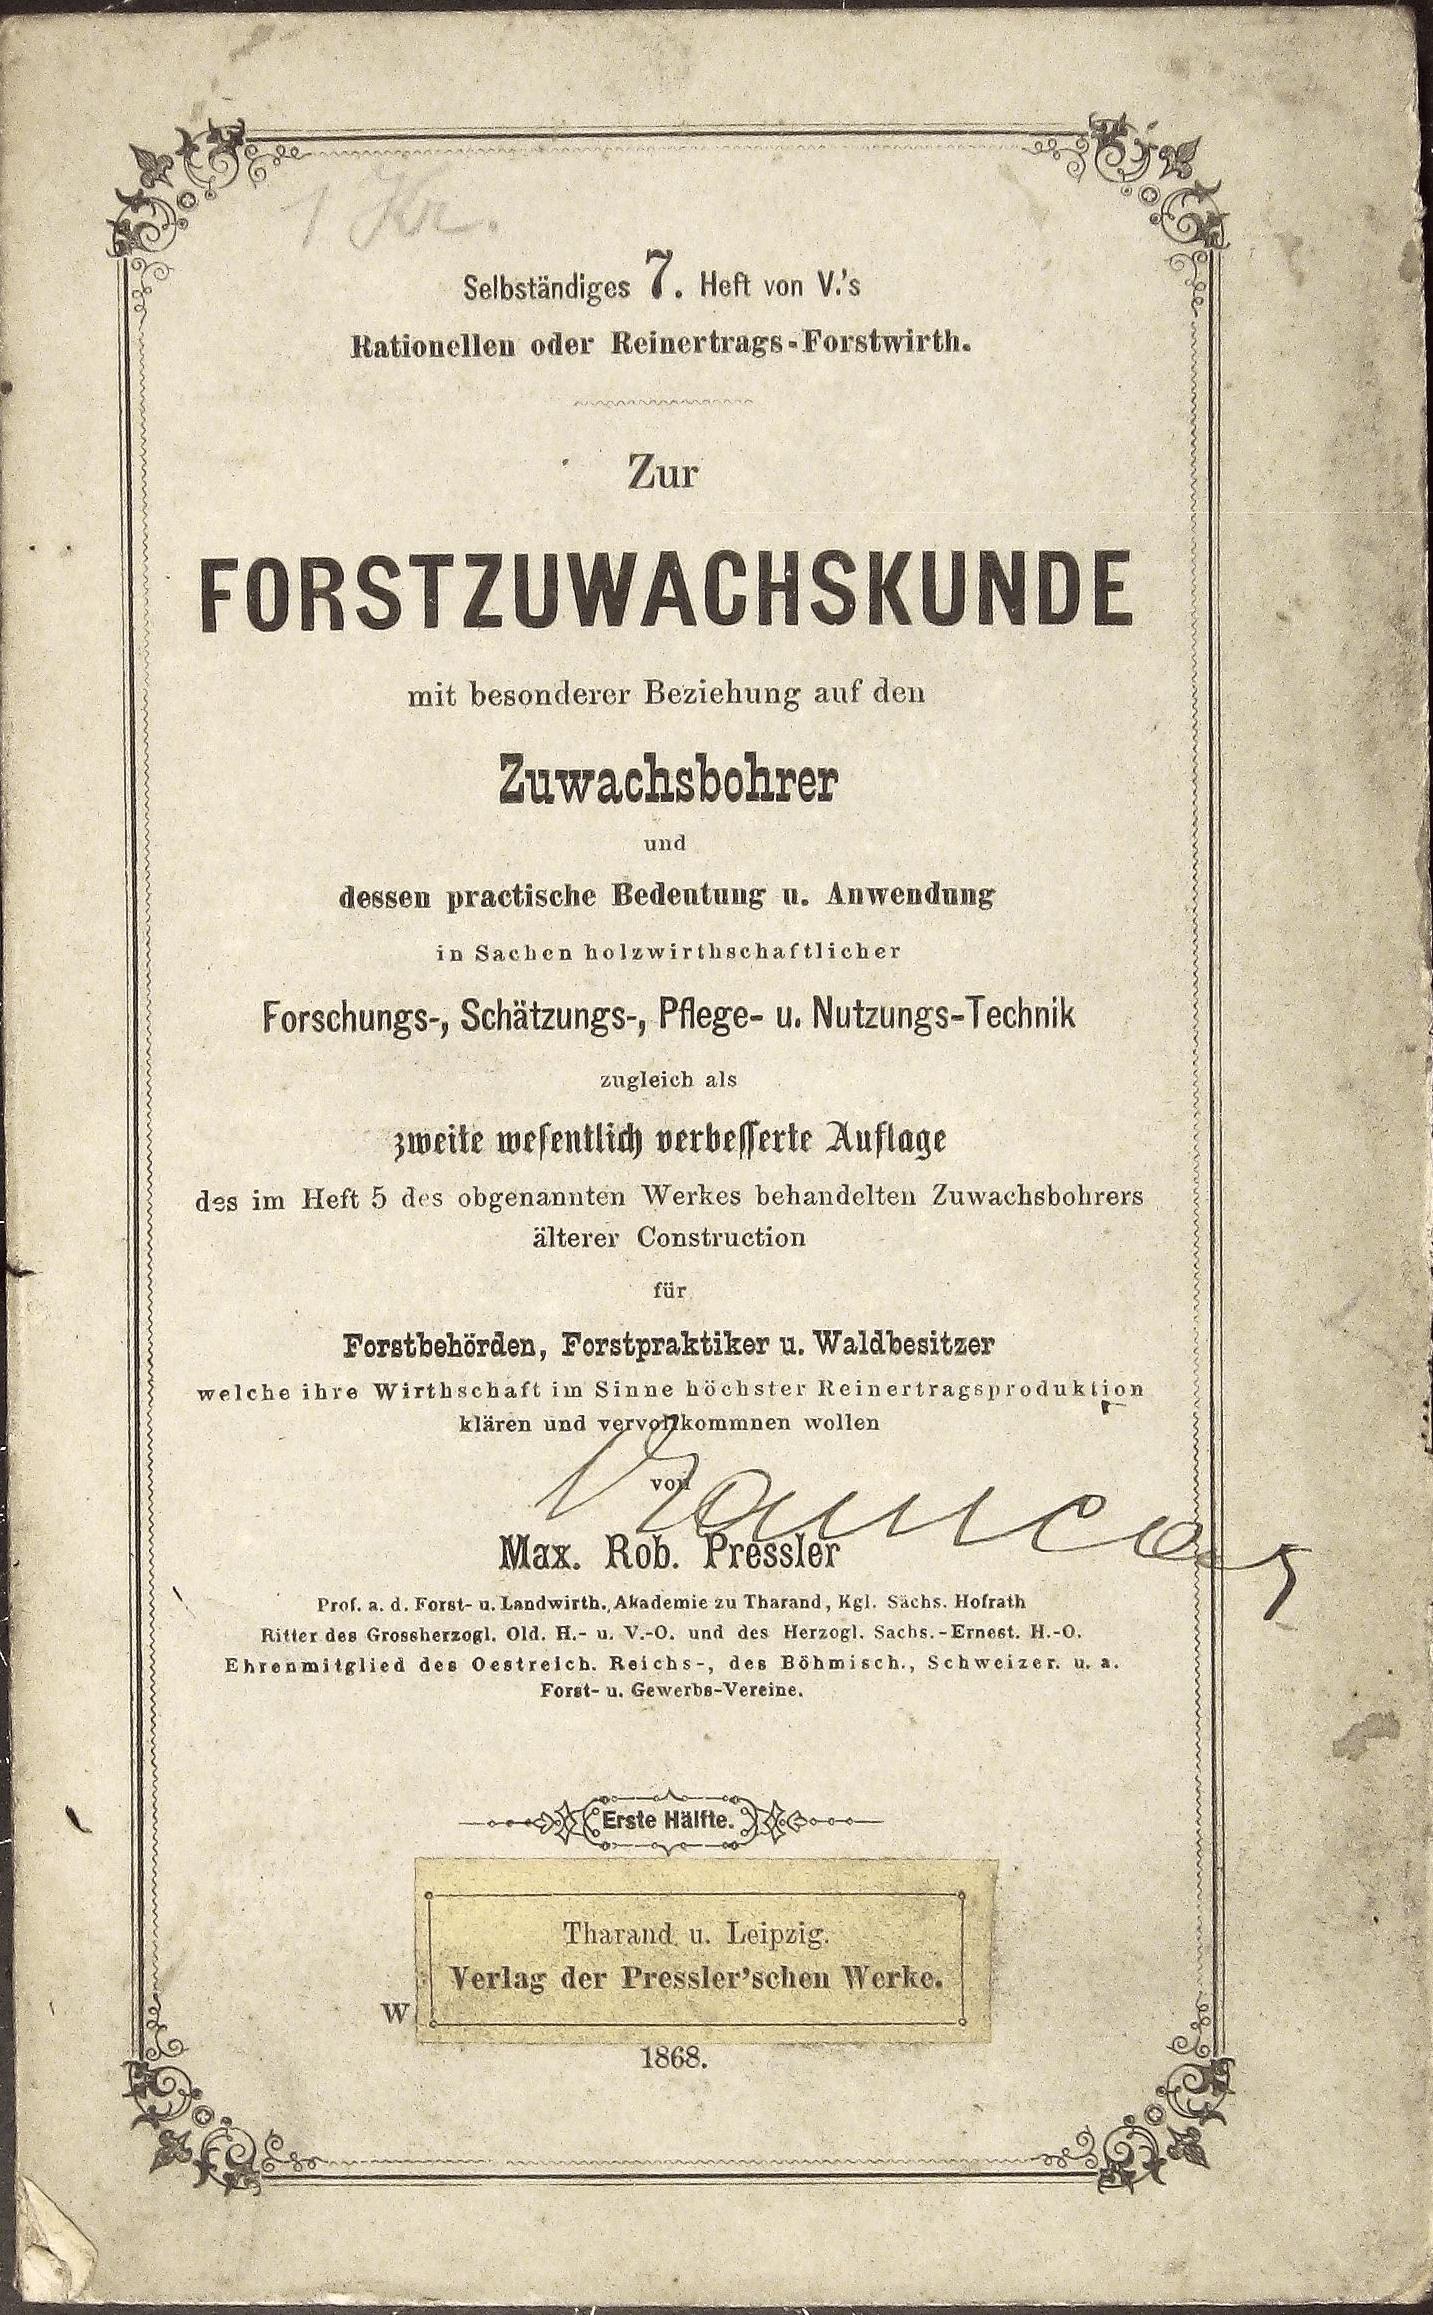 1 Kr.
Selbständiges 7. Heft von V.'s
Rationellen oder Reinertrags-Forstwirth.
Zur
FORSTZUWACHSKUNDE
mit besonderer Beziehung auf den
Zuwachsbohrer
und
dessen practische Bedeutung u. Anwendung
in Sachen holzwirthschaftlicher
Forschungs-, Schätzungs-, Pflege- u. Nutzungs-Technik
zugleich als
zweite weſentlich verbeſſerte Auflage
des im Heft 5 des obgenannten Werkes behandelten Zuwachsbohrers
älterer Construction
für
Forstbehörden, Forstpraktiker u. Waldbesitzer
welche ihre Wirthschaft im Sinne höchster Reinertragsproduktion
klären und vervollkommnen wollen
von
Max. Rob. Pressler
Prof. a. d. Forst- u. Landwirth. Akademie zu Tharand, Kgl. Sächs. Hofrath
Ritter des Grossherzogl. Old. H.- u. V.-O. und des Herzogl. Sachs.-Ernest. H.-O.
Ehrenmitglied des Oestreich. Reichs-, des Böhmisch., Schweizer. u. a.
Forst- u. Gewerbs-Vereine.
Erste Hälfte.
Tharand u. Leipzig.
Verlag der Pressler'schen Werke.
W
1868.